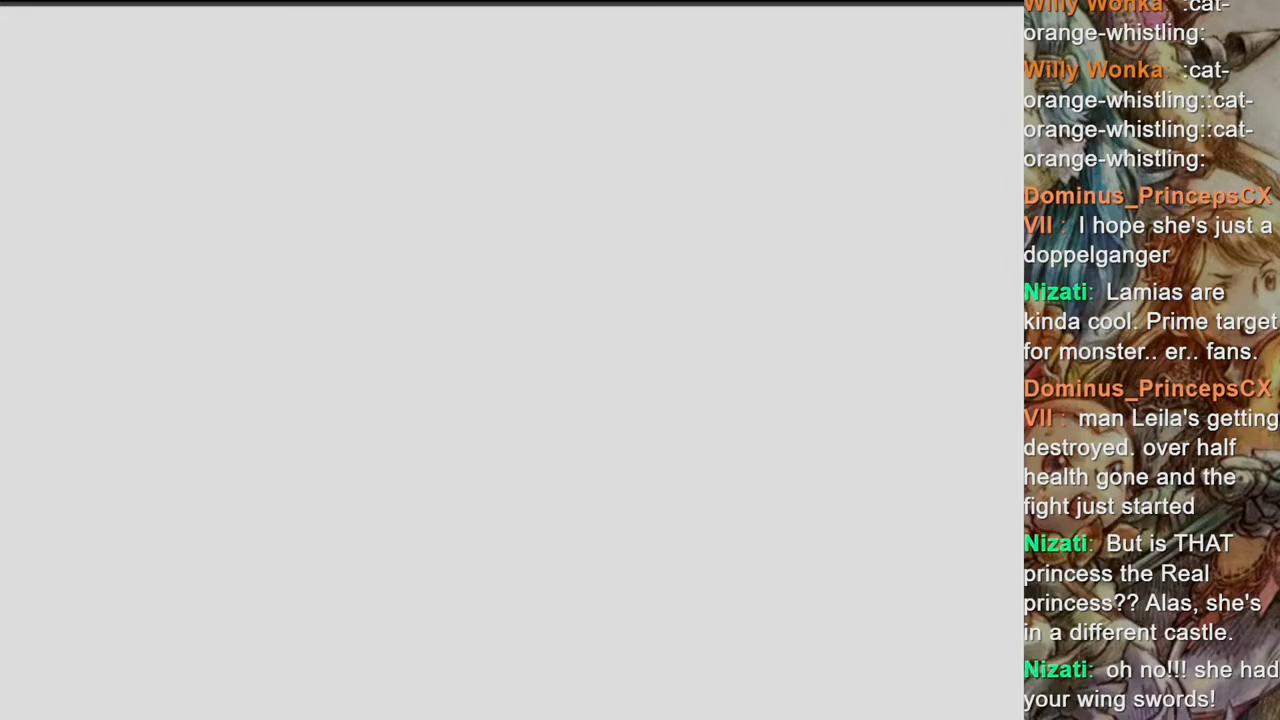 Willy Wonka: :cat-
orange-whistling:
Willy Wonka: :cat-
orange-whistling::cat-
orange-whistling::cat-
orange-whistling:
Dominus_PrincepsCX
VII : I hope she's just a
doppelganger
Nizati: Lamias are
kinda cool. Prime target
for monster.. er.. fans.
Dominus_PrincepsCX
VII : man Leila's getting
destroyed. over half
health gone and the
fight just started
Nizati: But is THAT
princess the Real
princess?? Alas, she's
in a different castle.
Nizati: oh no!!! she had
your wing swords!